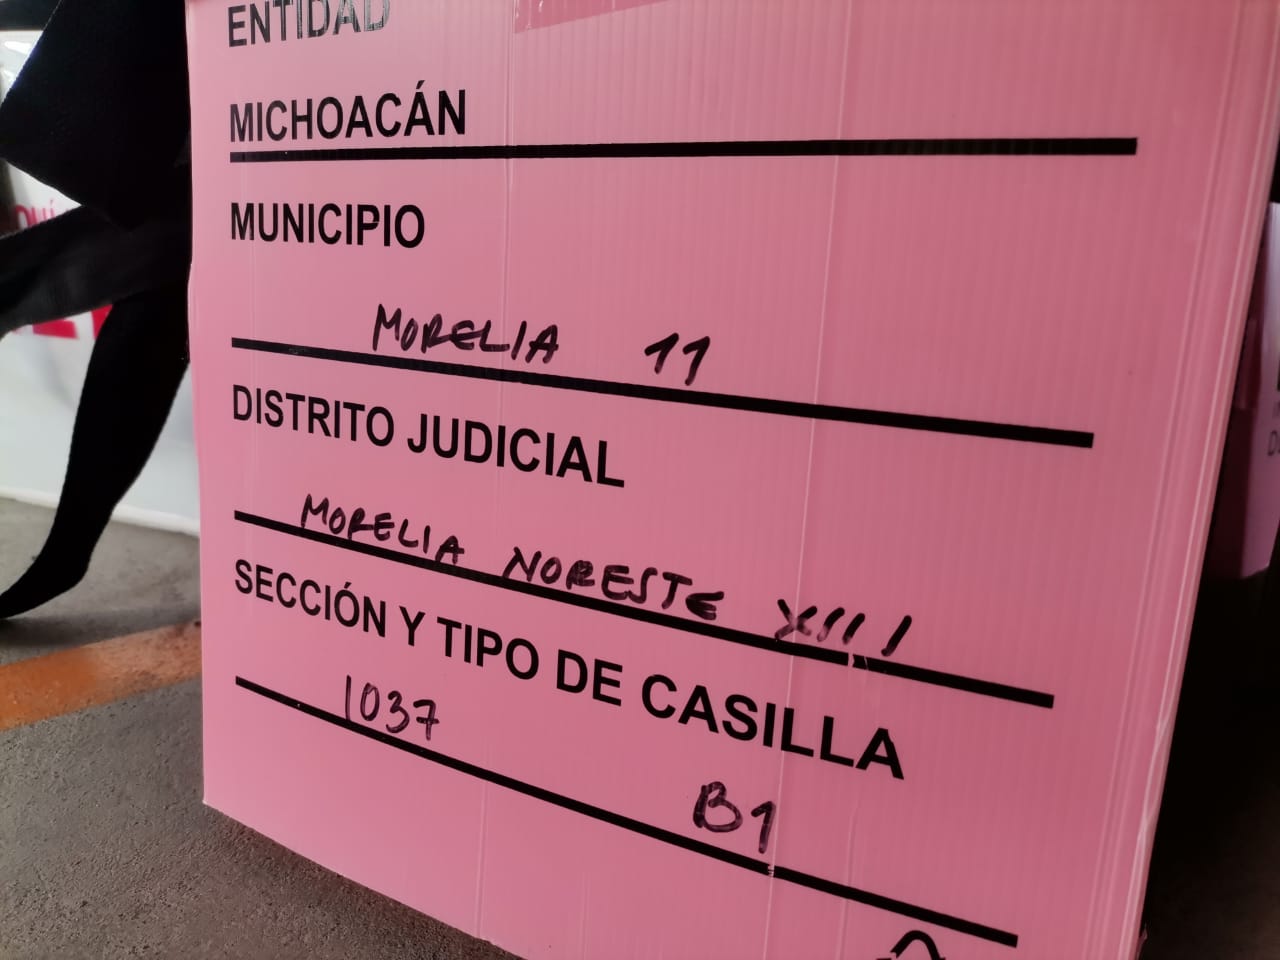 ENTIDAD
MICHOACÁN
MUNICIPIO
MORELIA 11
DISTRITO JUDICIAL
MORELIA NORESTE XIII
SECCIÓN Y TIPO DE CASILLA
1037 B1